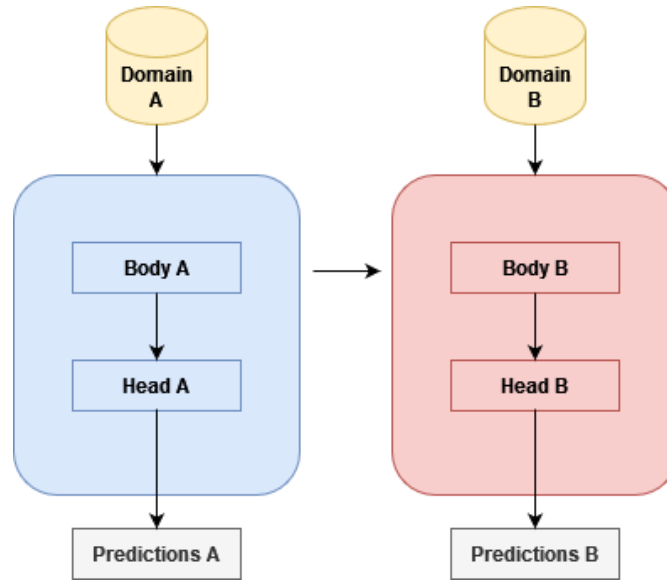 Domain
A
Domain
B
Body A
Body B
Head A
Head B
Predictions A
Predictions B